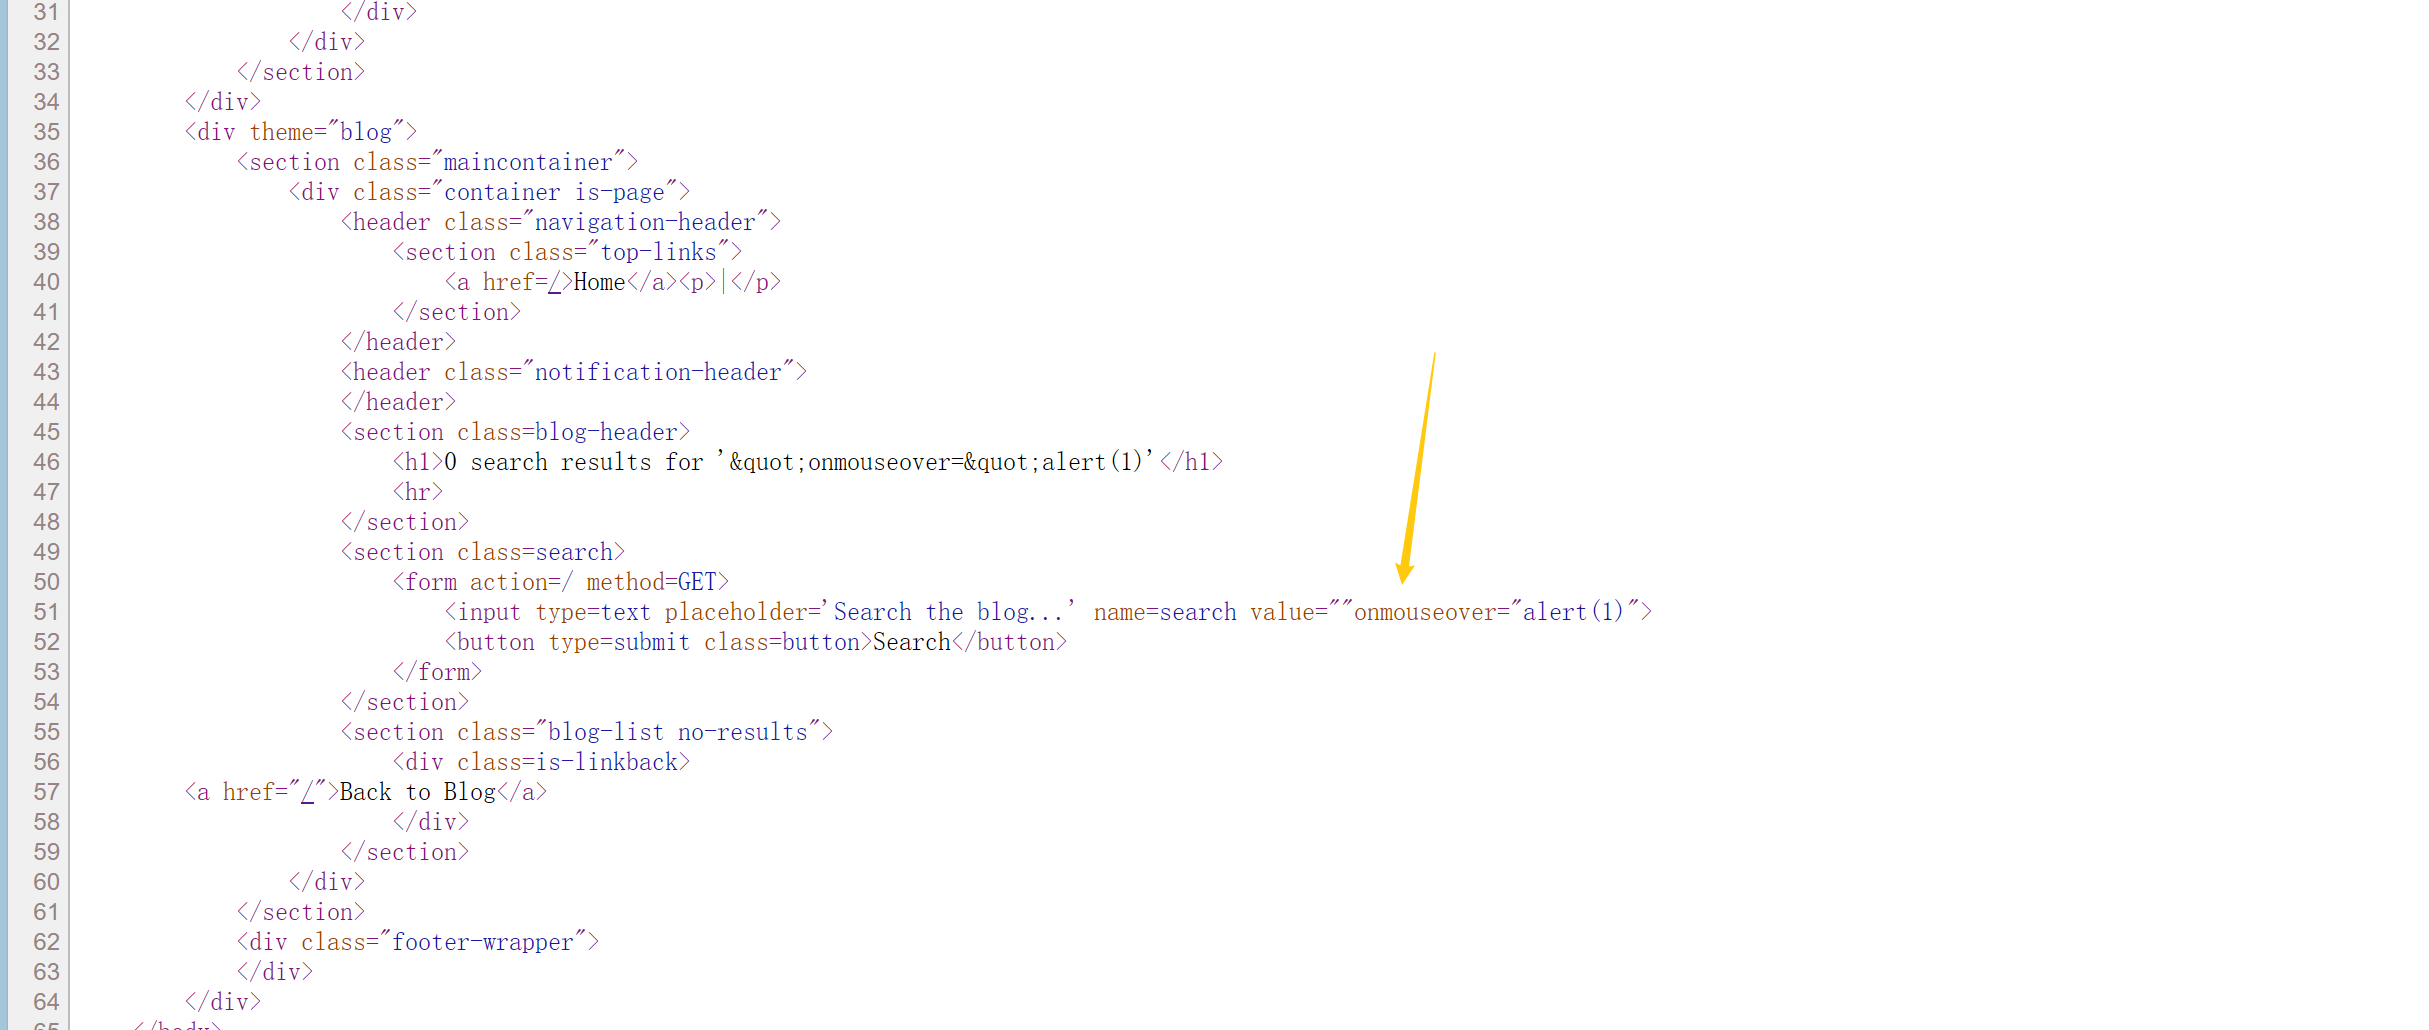 31 </div>
32 </div>
33 </section>
34 </div>
35 <div theme="blog">
36 <section class="maincontainer">
37 <div class="container is-page">
38 <header class="navigation-header">
39 <section class="top-links">
40 <a href=/>Home</a><p>|</p>
41 </section>
42 </header>
43 <header class="notification-header">
44 </header>
45 <section class=blog-header>
46 <h1>0 search results for '&quot;onmouseover=&quot;alert(1)'</h1>
47 <hr>
48 </section>
49 <section class=search>
50 <form action=/ method=GET>
51 <input type=text placeholder='Search the blog...' name=search value=""onmouseover="alert(1)">
52 <button type=submit class=button>Search</button>
53 </form>
54 </section>
55 <section class="blog-list no-results">
56 <div class=is-linkback>
57 <a href="/">Back to Blog</a>
58 </div>
59 </section>
60 </div>
61 </section>
62 <div class="footer-wrapper">
63 </div>
64 </div>
65 </body>